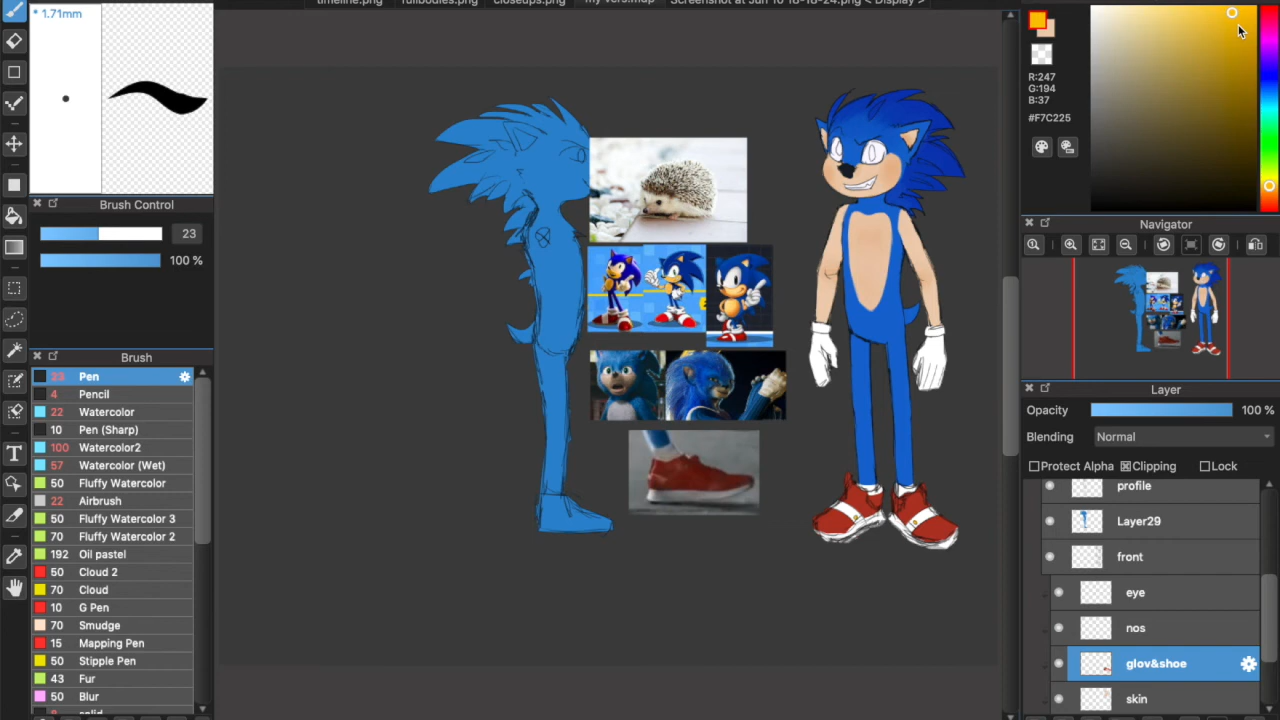 timeline.png
fullbodies.png
closeups.png
my vers.mdp
Screenshot at Jun 10 18-18-24.png < Display >
* 1.71mm
Brush Control
23
100 %
Brush
23 Pen
4 Pencil
22 Watercolor
10 Pen (Sharp)
100 Watercolor2
57 Watercolor (Wet)
50 Fluffy Watercolor
22 Airbrush
50 Fluffy Watercolor 3
70 Fluffy Watercolor 2
192 Oil pastel
50 Cloud 2
70 Cloud
10 G Pen
70 Smudge
15 Mapping Pen
50 Stipple Pen
43 Fur
50 Blur
T
R:247
G:194
B:37
#F7C225
Navigator
Layer
Opacity 100 %
Blending Normal
Protect Alpha Clipping Lock
profile
Layer29
front
eye
nos
glov&shoe
skin